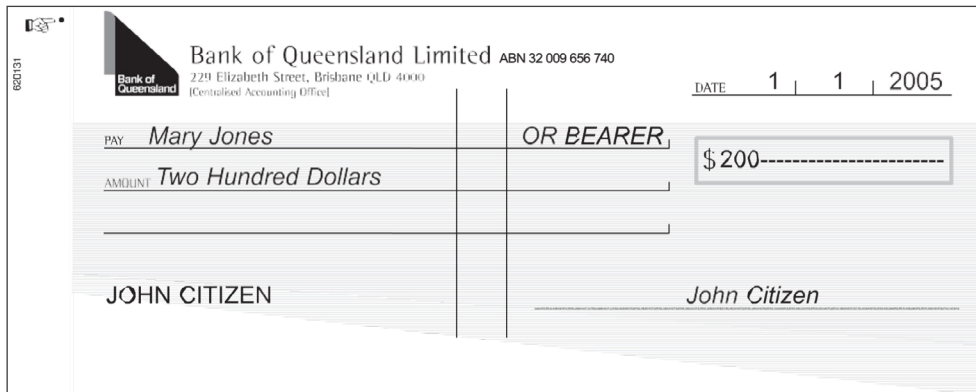 620131
Bank of
Queensland
Bank of Queensland Limited ABN 32 009 656 740
229 Elizabeth Street, Brisbane QLD 4000
[Centralised Accounting Office]
DATE 1 1 2005
PAY Mary Jones OR BEARER
$200-----------------------
AMOUNT Two Hundred Dollars
JOHN CITIZEN
John Citizen